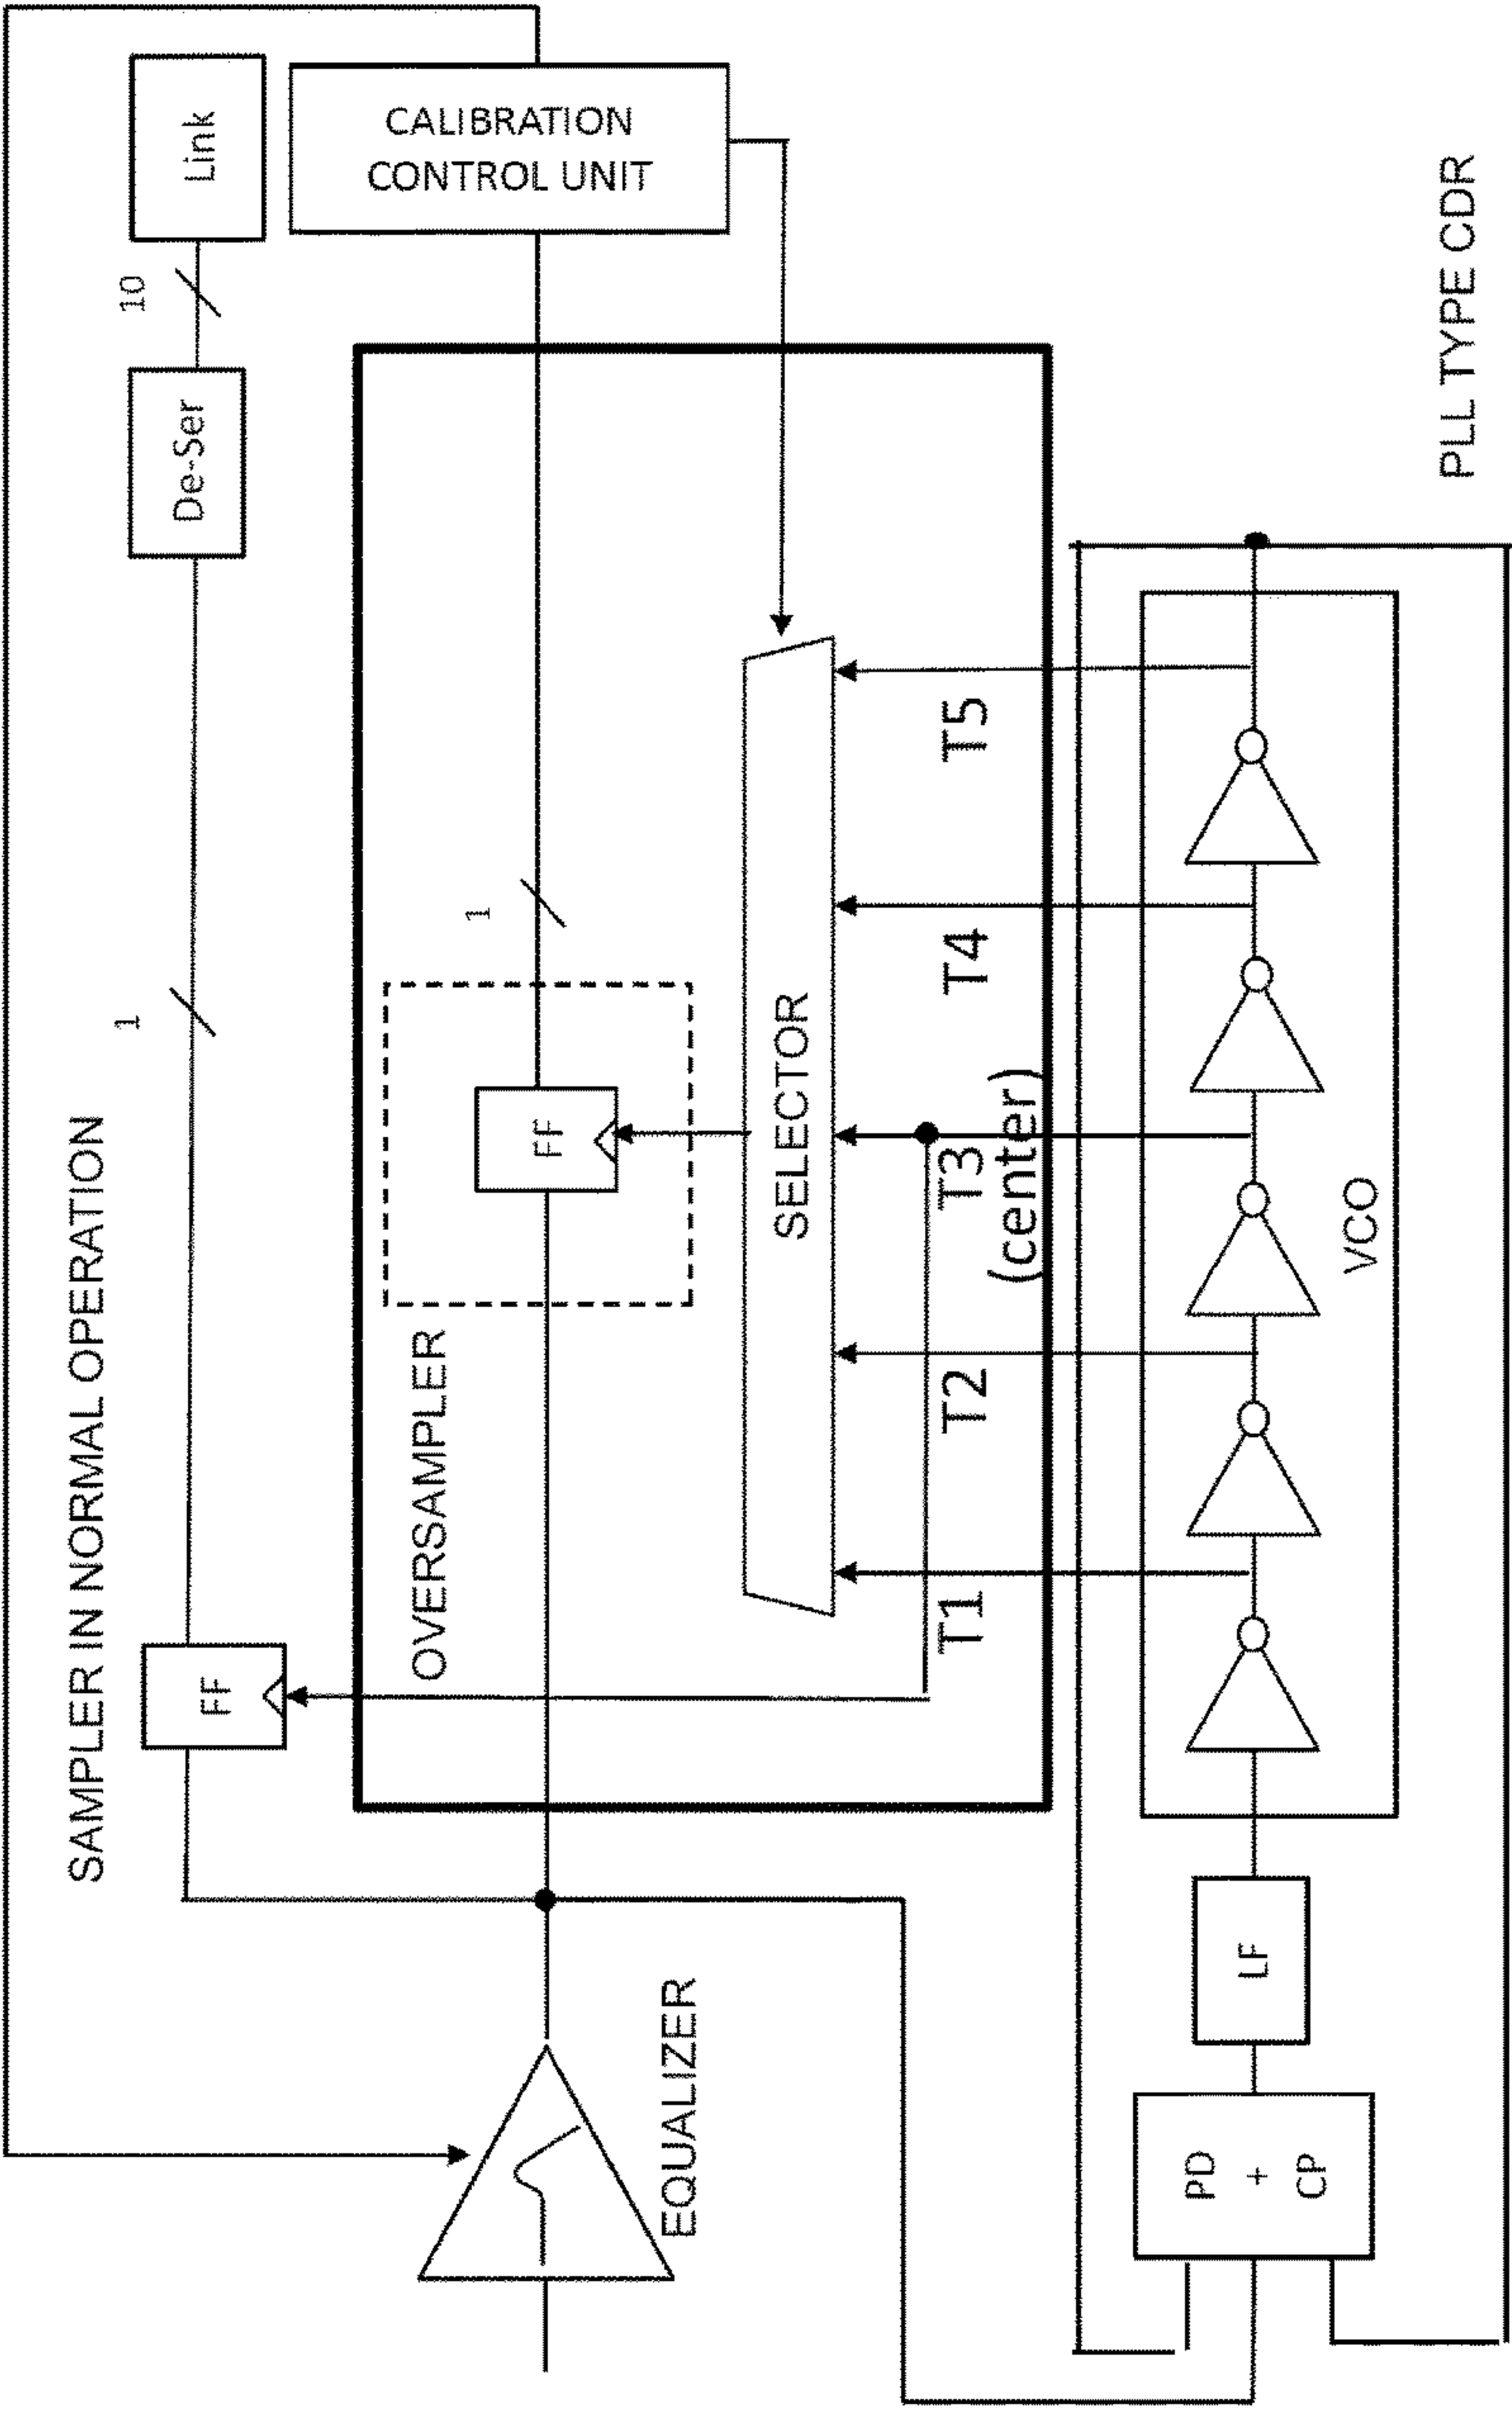 SAMPLER IN NORMAL OPERATION
FF
1
De-Ser
10
Link
CALIBRATION
CONTROL UNIT
OVERSAMPLER
FF
1
SELECTOR
EQUALIZER
T1
T2
T3
(center)
T4
T5
PD
+
CP
LF
VCO
PLL TYPE CDR